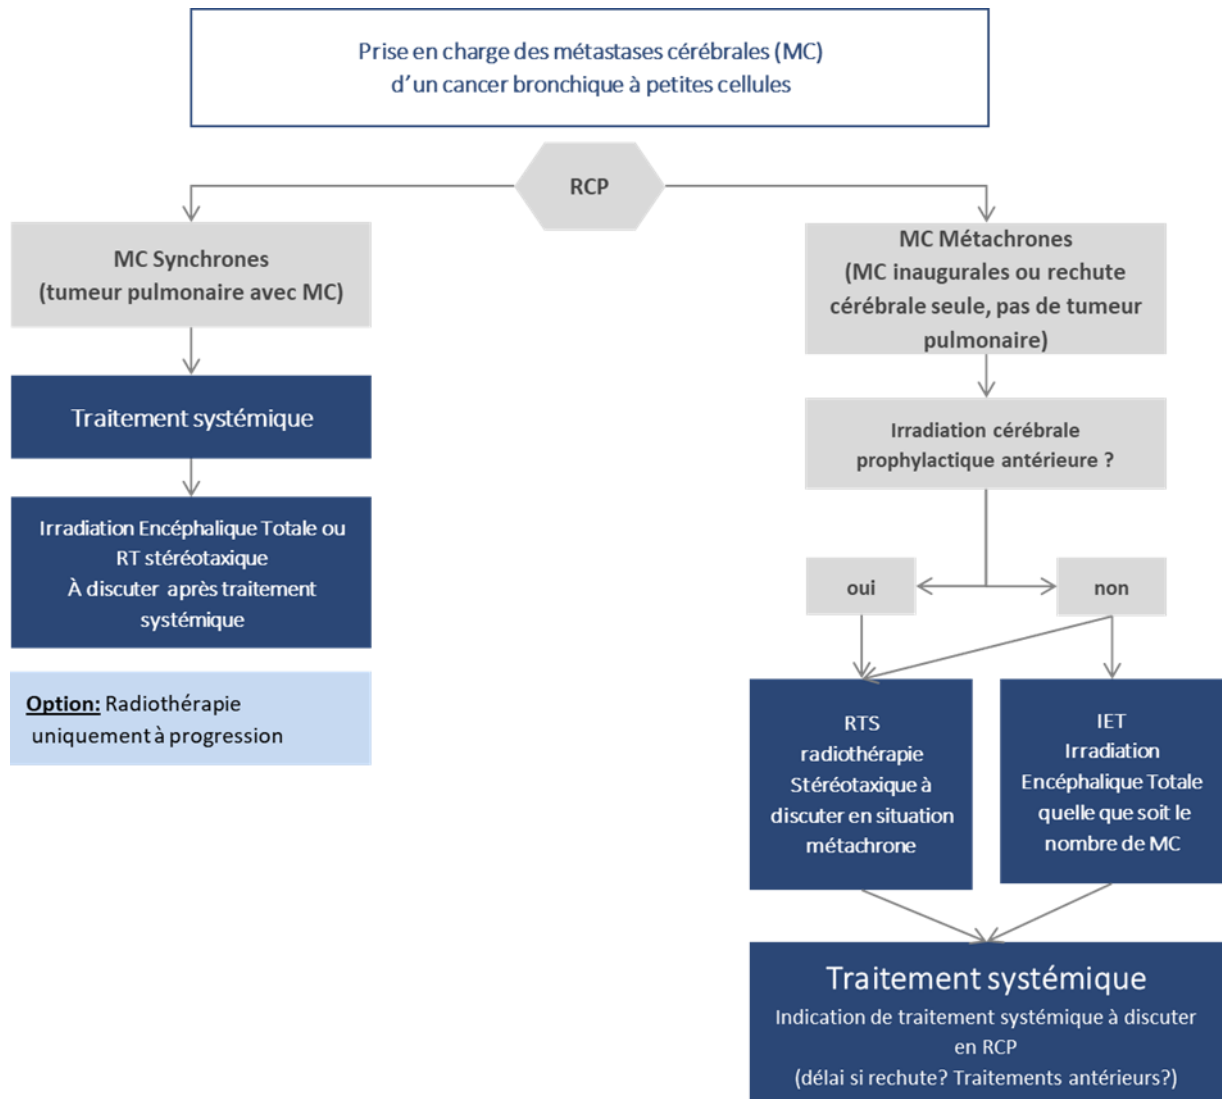 Prise en charge des métastases cérébrales (MC)
d'un cancer bronchique à petites cellules
RCP
MC Synchrones
(tumeur pulmonaire avec MC)
Traitement systémique
Irradiation Encéphalique Totale ou
RT stéréotaxique
À discuter après traitement
systémique
Option: Radiothérapie
uniquement à progression
MC Métachrones
(MC inaugurales ou rechute
cérébrale seule, pas de tumeur
pulmonaire)
Irradiation cérébrale
prophylactique antérieure ?
oui
non
RTS
radiothérapie
Stéréotaxique à
discuter en situation
métachrone
IET
Irradiation
Encéphalique Totale
quelle que soit le
nombre de MC
Traitement systémique
Indication de traitement systémique à discuter
en RCP
(délai si rechute? Traitements antérieurs?)